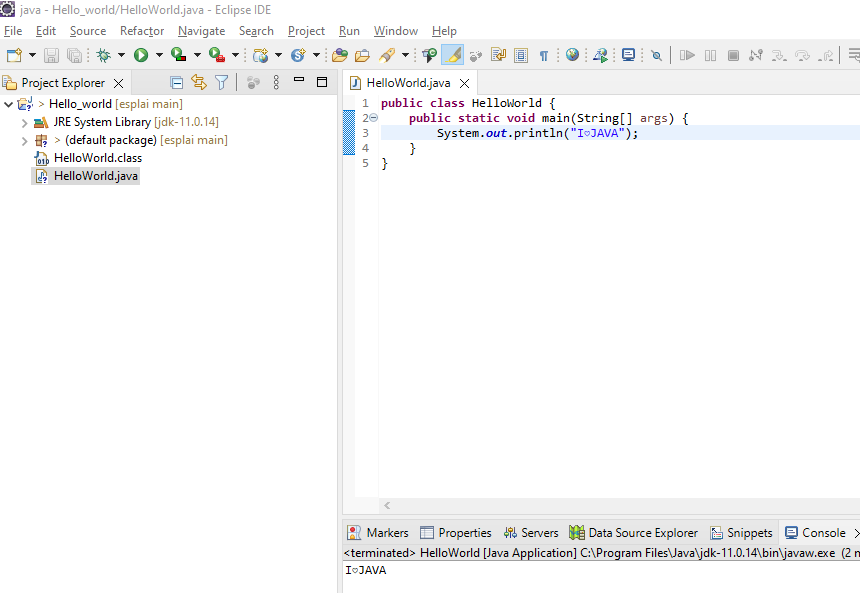 java - Hello_world/HelloWorld.java - Eclipse IDE
File Edit Source Refactor Navigate Search Project Run Window Help
Project Explorer
HelloWorld.java
> Hello_world [esplai main]
JRE System Library [jdk-11.0.14]
> (default package) [esplai main]
HelloWorld.class
HelloWorld.java
1 public class HelloWorld {
2 public static void main(String[] args) {
3 System.out.println("I♡JAVA");
4 }
5 }
Markers Properties Servers Data Source Explorer Snippets Console
<terminated> HelloWorld [Java Application] C:\Program Files\Java\jdk-11.0.14\bin\javaw.exe (2 m
I♡JAVA